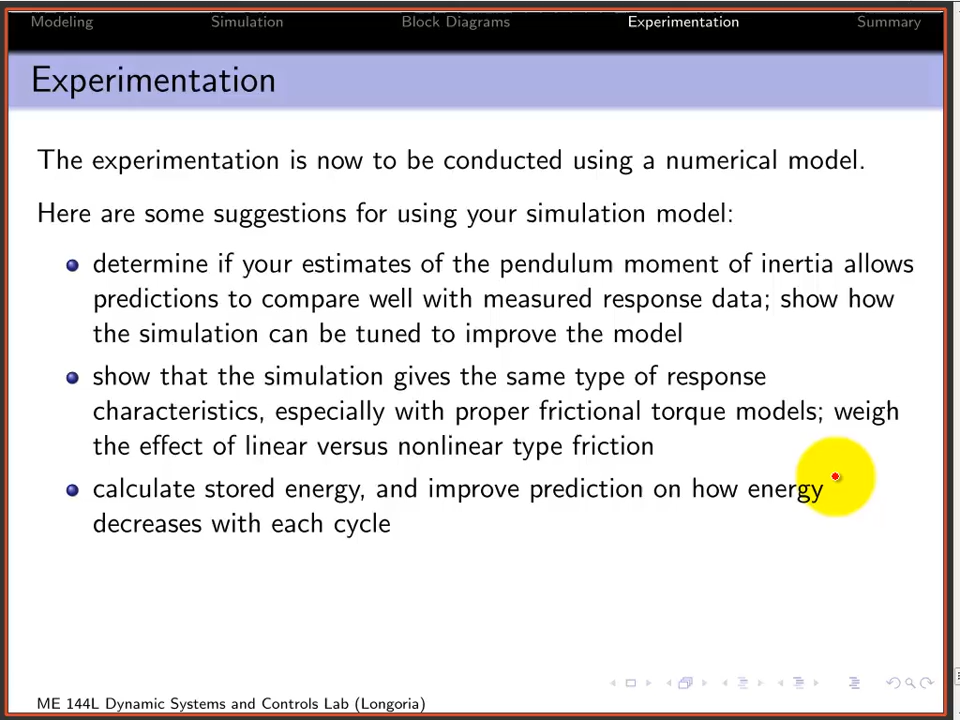 Modeling Simulation Block Diagrams Experimentation Summary
Experimentation
The experimentation is now to be conducted using a numerical model.
Here are some suggestions for using your simulation model:
determine if your estimates of the pendulum moment of inertia allows
predictions to compare well with measured response data; show how
the simulation can be tuned to improve the model
show that the simulation gives the same type of response
characteristics, especially with proper frictional torque models; weigh
the effect of linear versus nonlinear type friction
calculate stored energy, and improve prediction on how energy
decreases with each cycle
ME 144L Dynamic Systems and Controls Lab (Longoria)